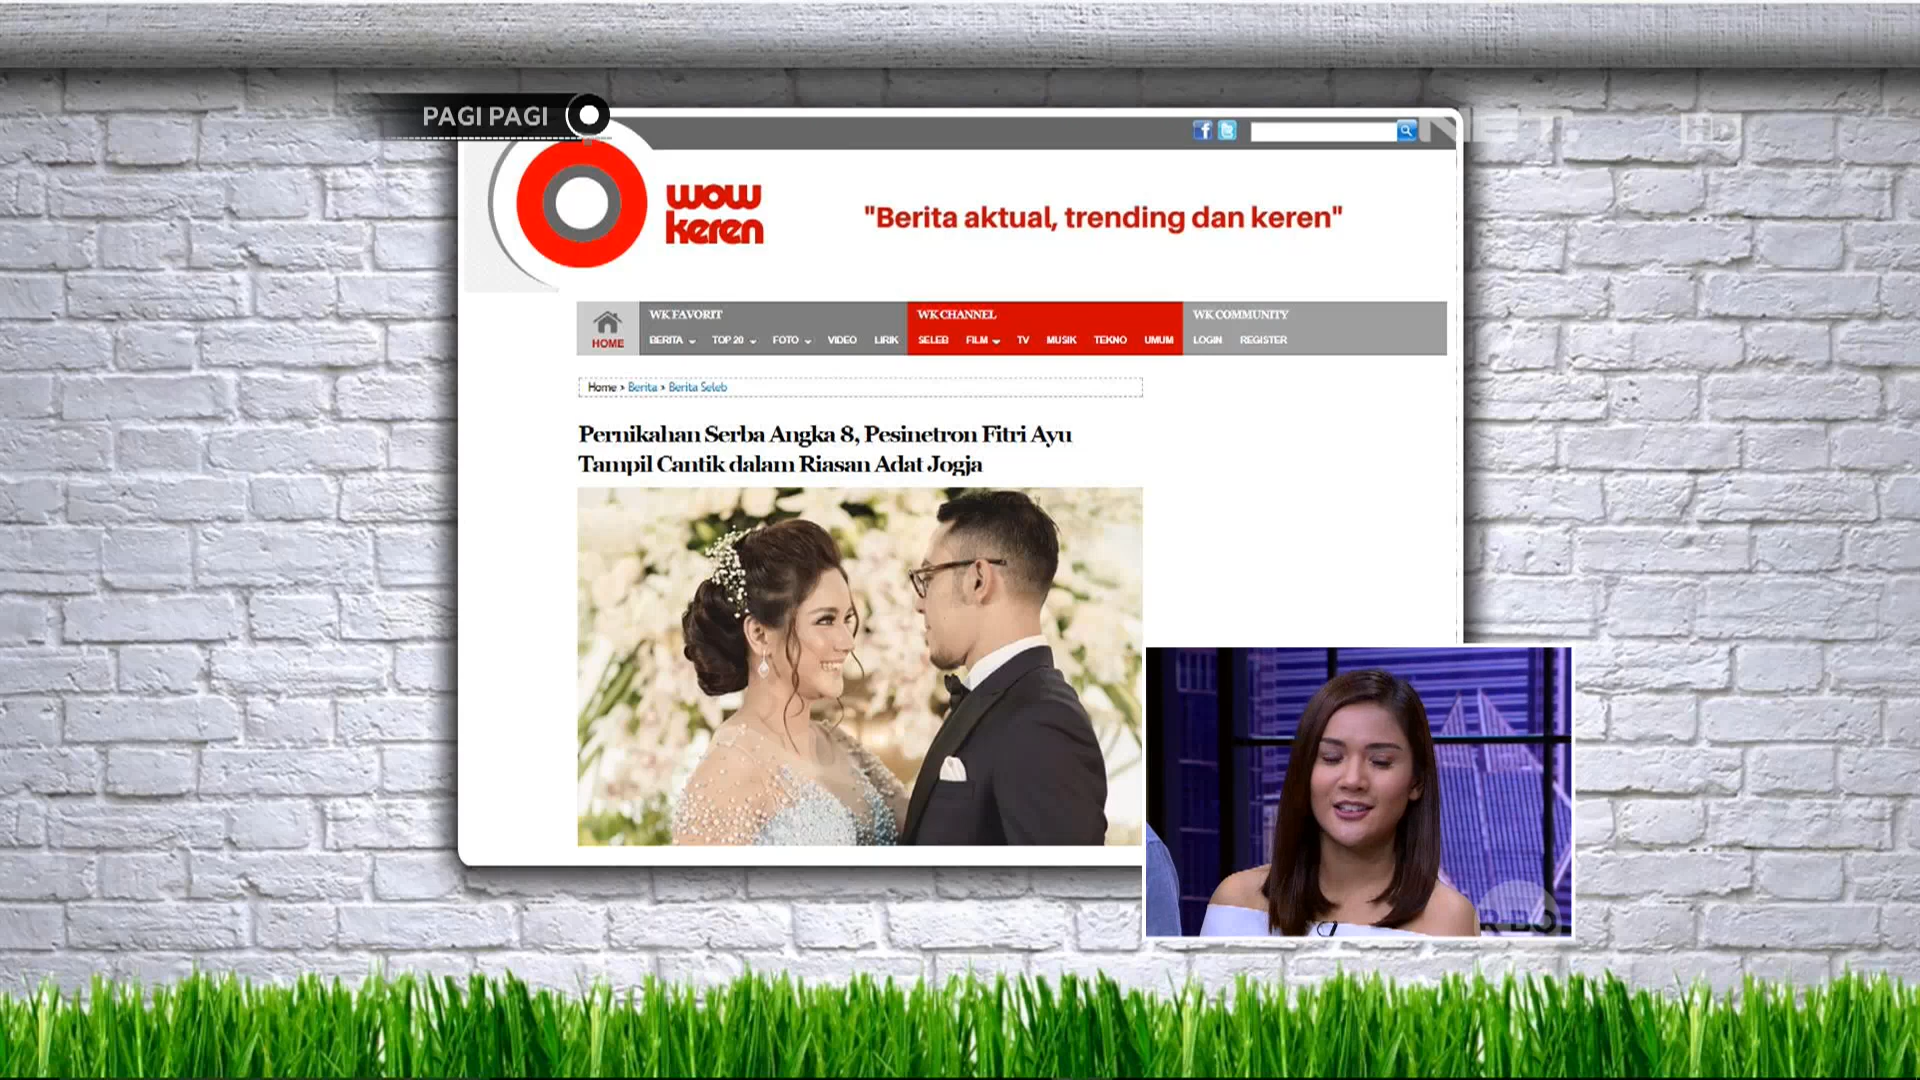 PAGI PAGI
NET.
HD
wow
keren
"Berita aktual, trending dan keren"
HOME
WK FAVORIT
BERITA TOP 20 FOTO VIDEO LIRIK
WK CHANNEL
SELEB FILM TV MUSIK TEKNO UMUM
WK COMMUNITY
LOGIN REGISTER
Home › Berita › Berita Seleb
Pernikahan Serba Angka 8, Pesinetron Fitri Ayu
Tampil Cantik dalam Riasan Adat Jogja